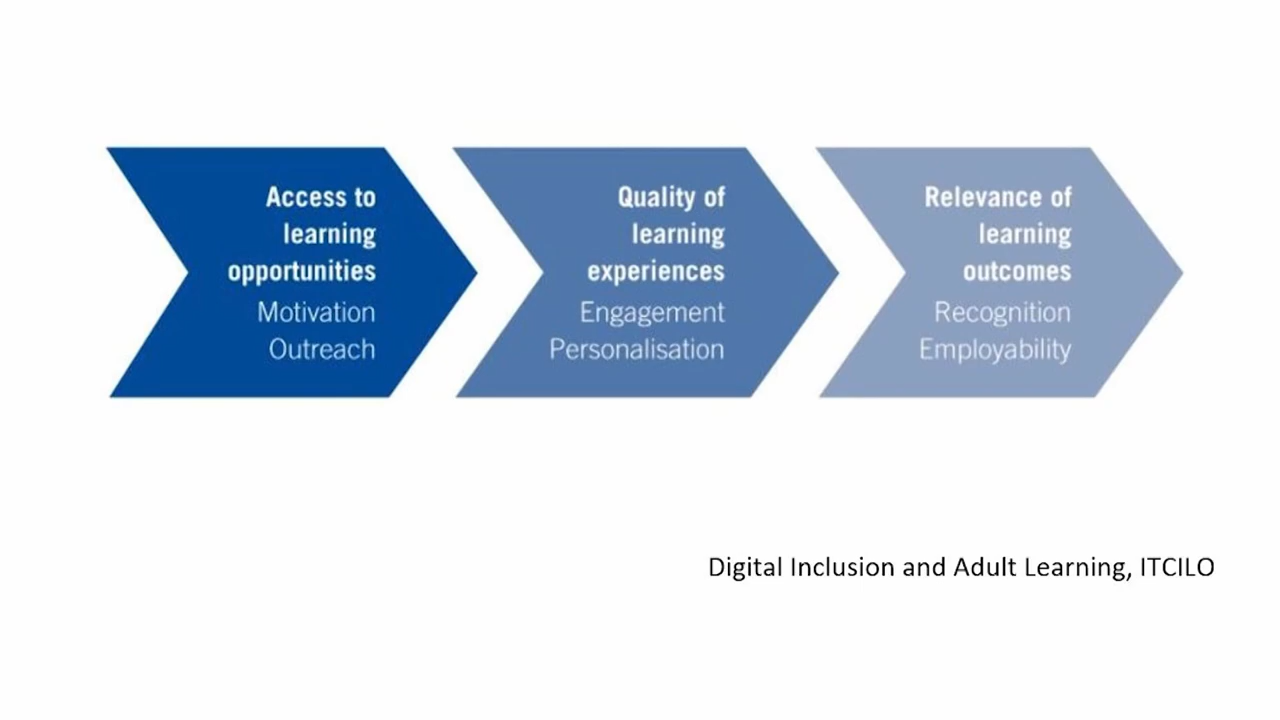 Access to
learning
opportunities
Motivation
Outreach
Quality of
learning
experiences
Engagement
Personalisation
Relevance of
learning
outcomes
Recognition
Employability
Digital Inclusion and Adult Learning, ITCILO